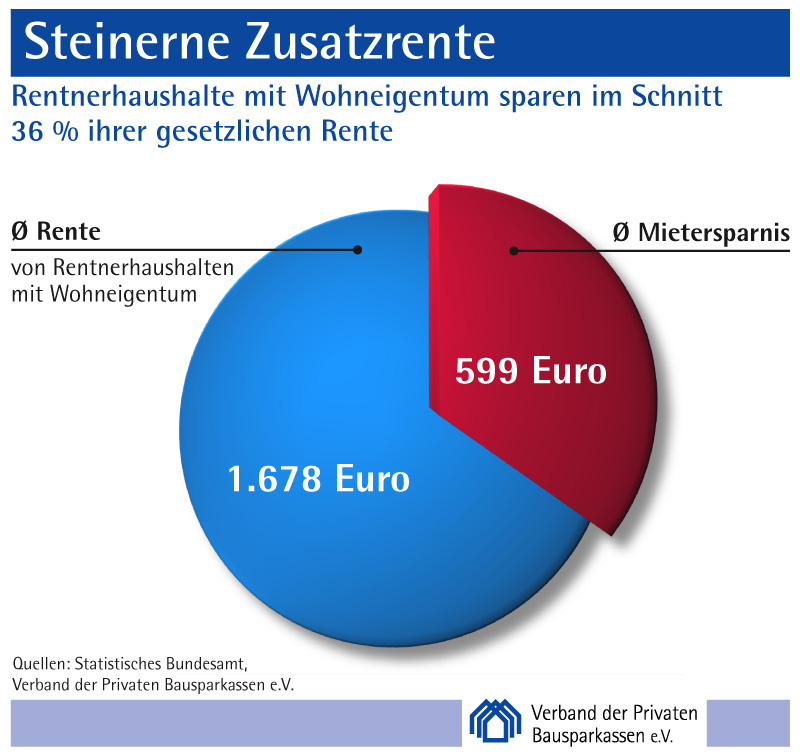 Steinerne Zusatzrente
Rentnerhaushalte mit Wohneigentum sparen im Schnitt
36 % ihrer gesetzlichen Rente
Ø Rente
von Rentnerhaushalten
mit Wohneigentum
Ø Mietersparnis
599 Euro
1.678 Euro
Quellen: Statistisches Bundesamt,
Verband der Privaten Bausparkassen e.V.
Verband der Privaten
Bausparkassen e.V.